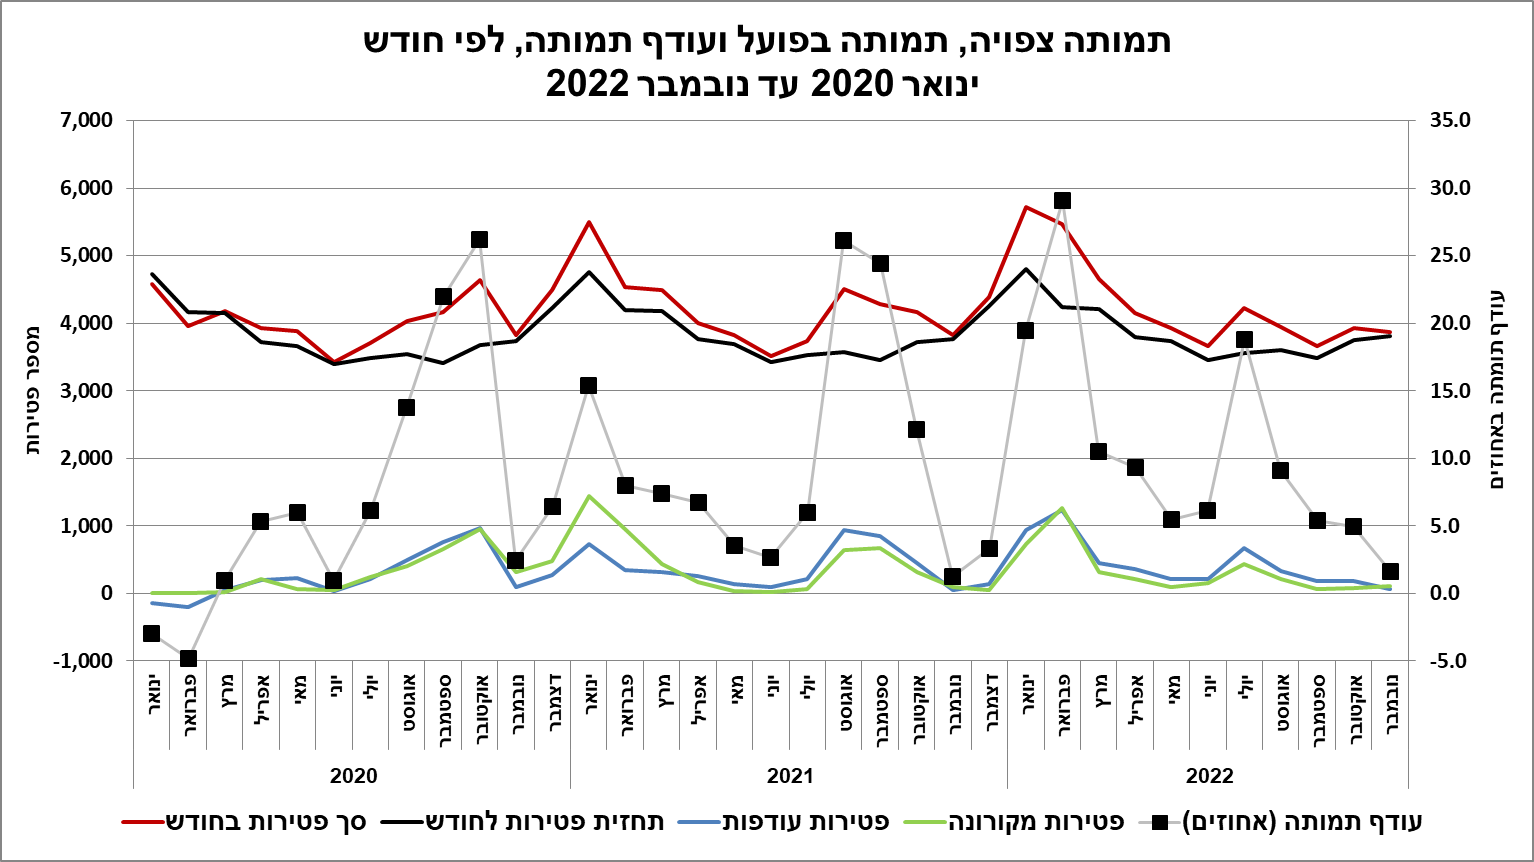 תמותה צפויה, תמותה בפועל ועודף תמותה, לפי חודש
ינואר 2020 עד נובמבר 2022
7,000
6,000
5,000
4,000
3,000
2,000
1,000
0
-1,000
מספר פטירות
35.0
30.0
25.0
20.0
15.0
10.0
5.0
0.0
-5.0
עודף תומתה באחוזים
ינואר
פברואר
מרץ
אפריל
מאי
יוני
יולי
אוגוסט
ספטמבר
אוקטובר
נובמבר
דצמבר
ינואר
פברואר
מרץ
אפריל
מאי
יוני
יולי
אוגוסט
ספטמבר
אוקטובר
נובמבר
דצמבר
ינואר
פברואר
מרץ
אפריל
מאי
יוני
יולי
אוגוסט
ספטמבר
אוקטובר
נובמבר
2020
2021
2022
סך פטירות בחודש
תחזית פטירות לחודש
פטירות עודפות
פטירות מקורונה
עודף תמותה (אחוזים)